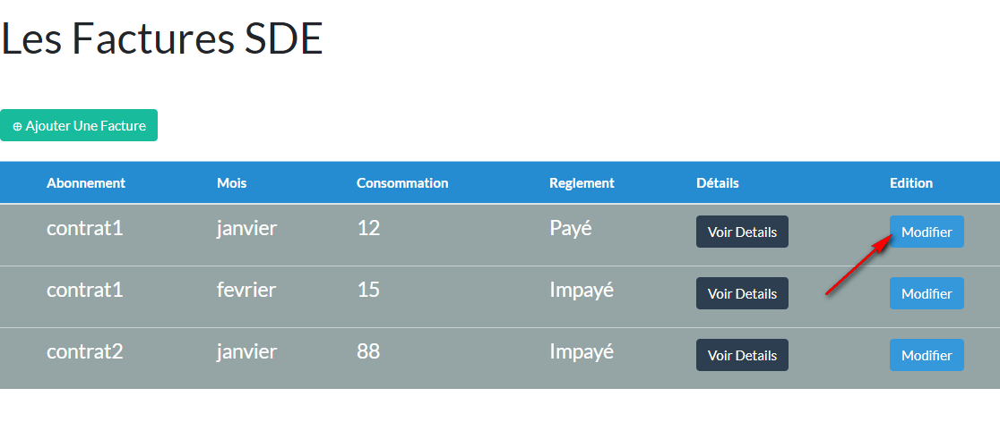 Les Factures SDE
⊕ Ajouter Une Facture
Abonnement Mois Consommation Reglement Détails Edition
contrat1 janvier 12 Payé Voir Details Modifier
contrat1 fevrier 15 Impayé Voir Details Modifier
contrat2 janvier 88 Impayé Voir Details Modifier